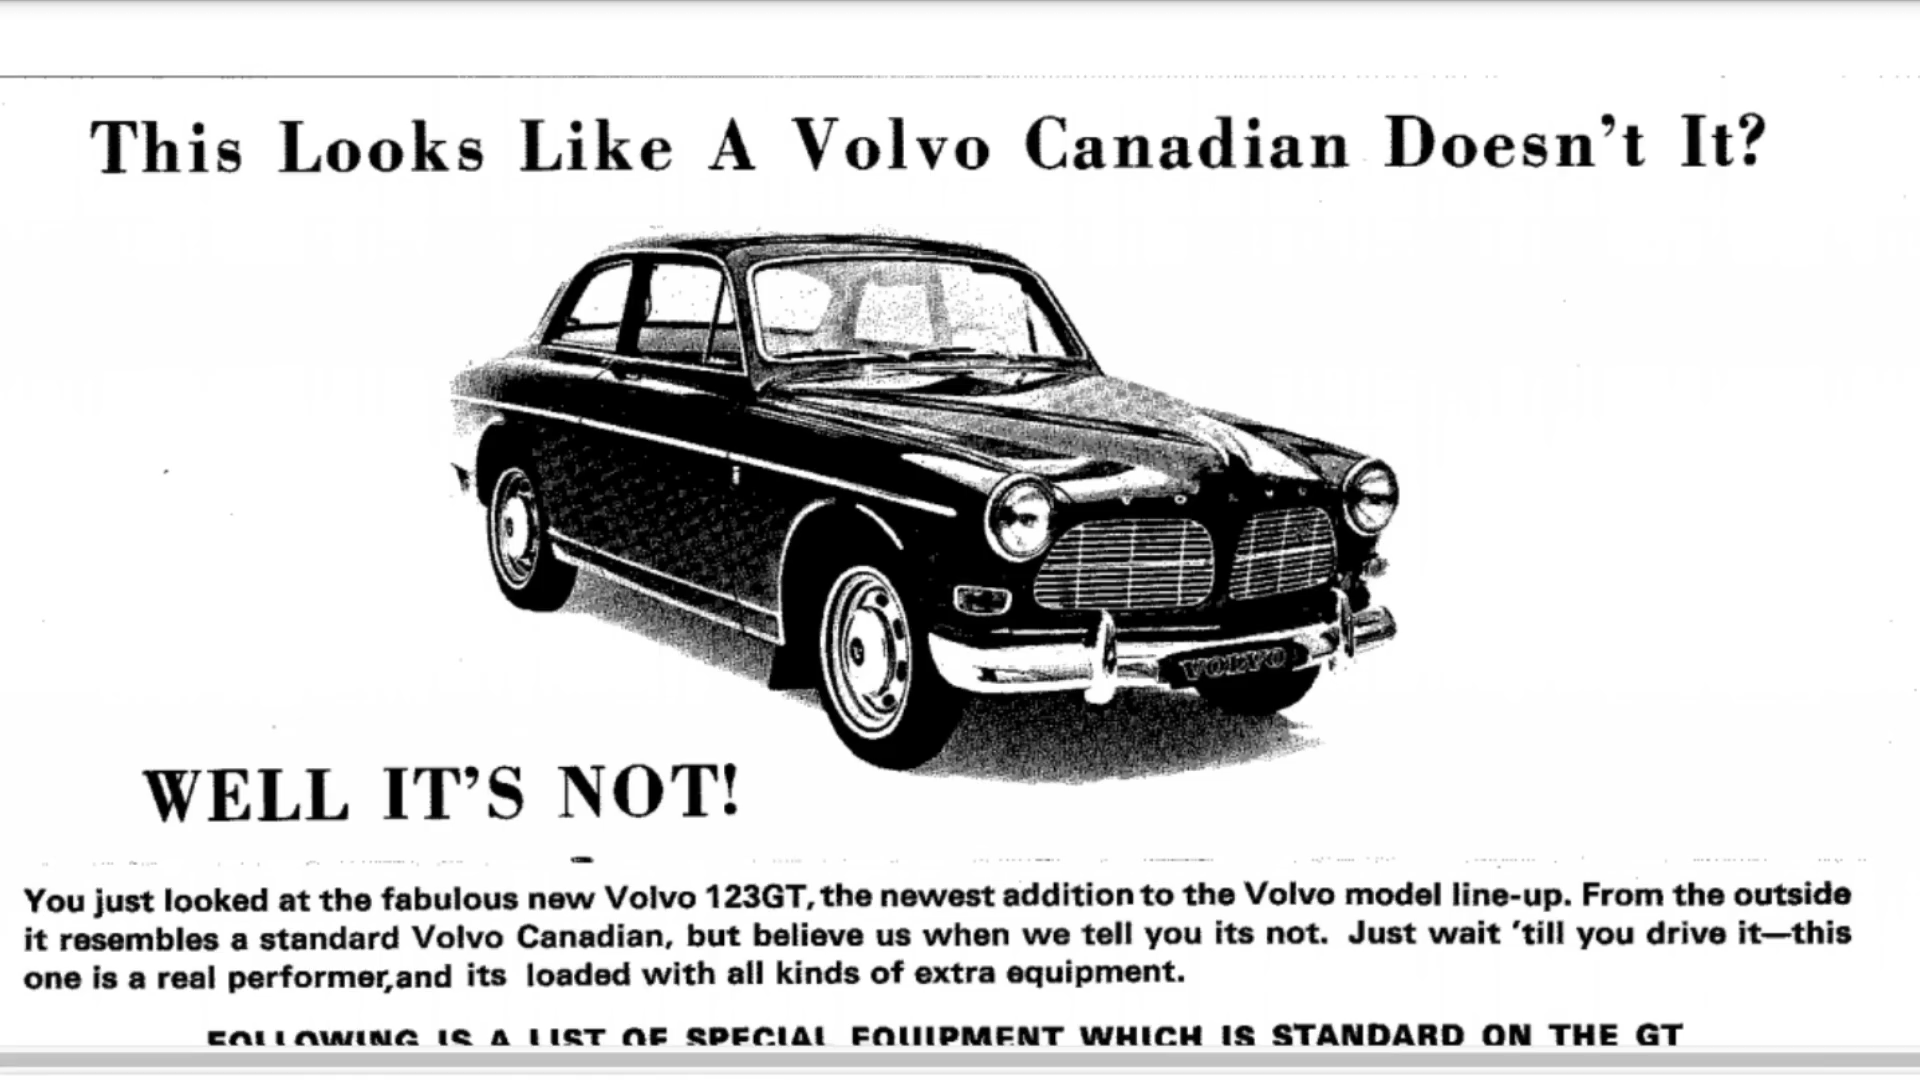 This Looks Like A Volvo Canadian Doesn't It?
VOLVO
VOLVO
WELL IT'S NOT!
You just looked at the fabulous new Volvo 123GT, the newest addition to the Volvo model line-up. From the outside
it resembles a standard Volvo Canadian, but believe us when we tell you its not. Just wait 'till you drive it—this
one is a real performer,and its loaded with all kinds of extra equipment.
FOLLOWING IS A LIST OF SPECIAL EQUIPMENT WHICH IS STANDARD ON THE GT